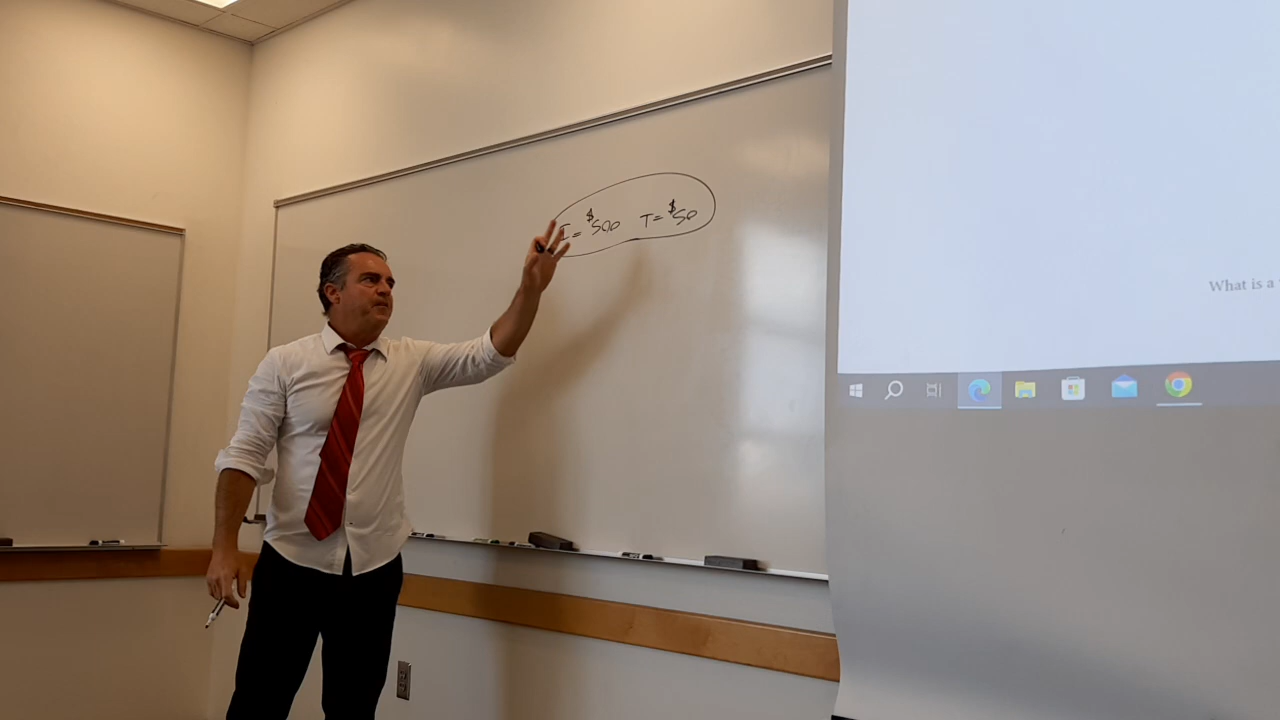 I = $500 T = $50
What is a